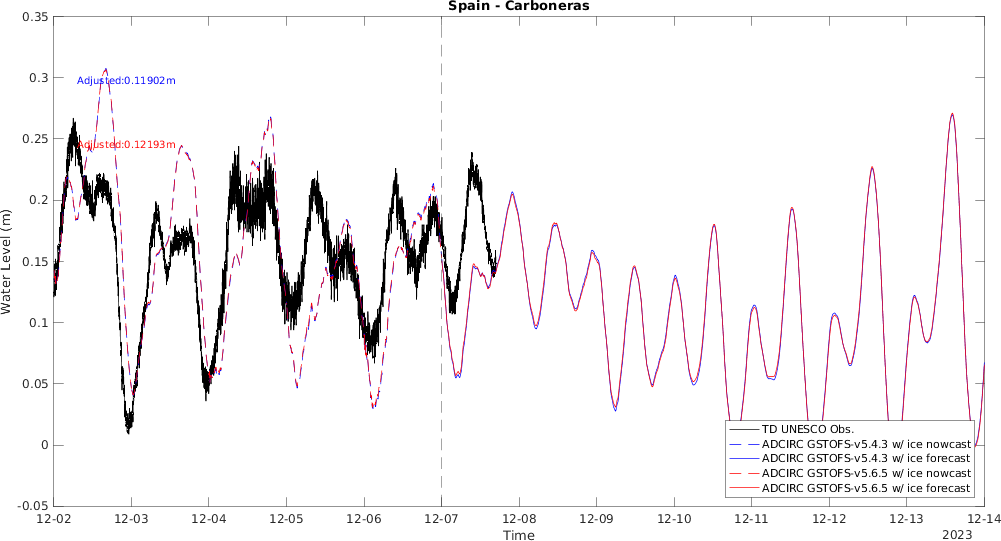 Spain - Carboneras
0.35
0.3
0.25
0.2
0.15
0.1
0.05
0
-0.05
Water Level (m)
Adjusted:0.11902m
Adjusted:0.12193m
TD UNESCO Obs.
ADCIRC GSTOFS-v5.4.3 w/ ice nowcast
ADCIRC GSTOFS-v5.4.3 w/ ice forecast
ADCIRC GSTOFS-v5.6.5 w/ ice nowcast
ADCIRC GSTOFS-v5.6.5 w/ ice forecast
12-02 12-03 12-04 12-05 12-06 12-07 12-08 12-09 12-10 12-11 12-12 12-13 12-14
Time
2023